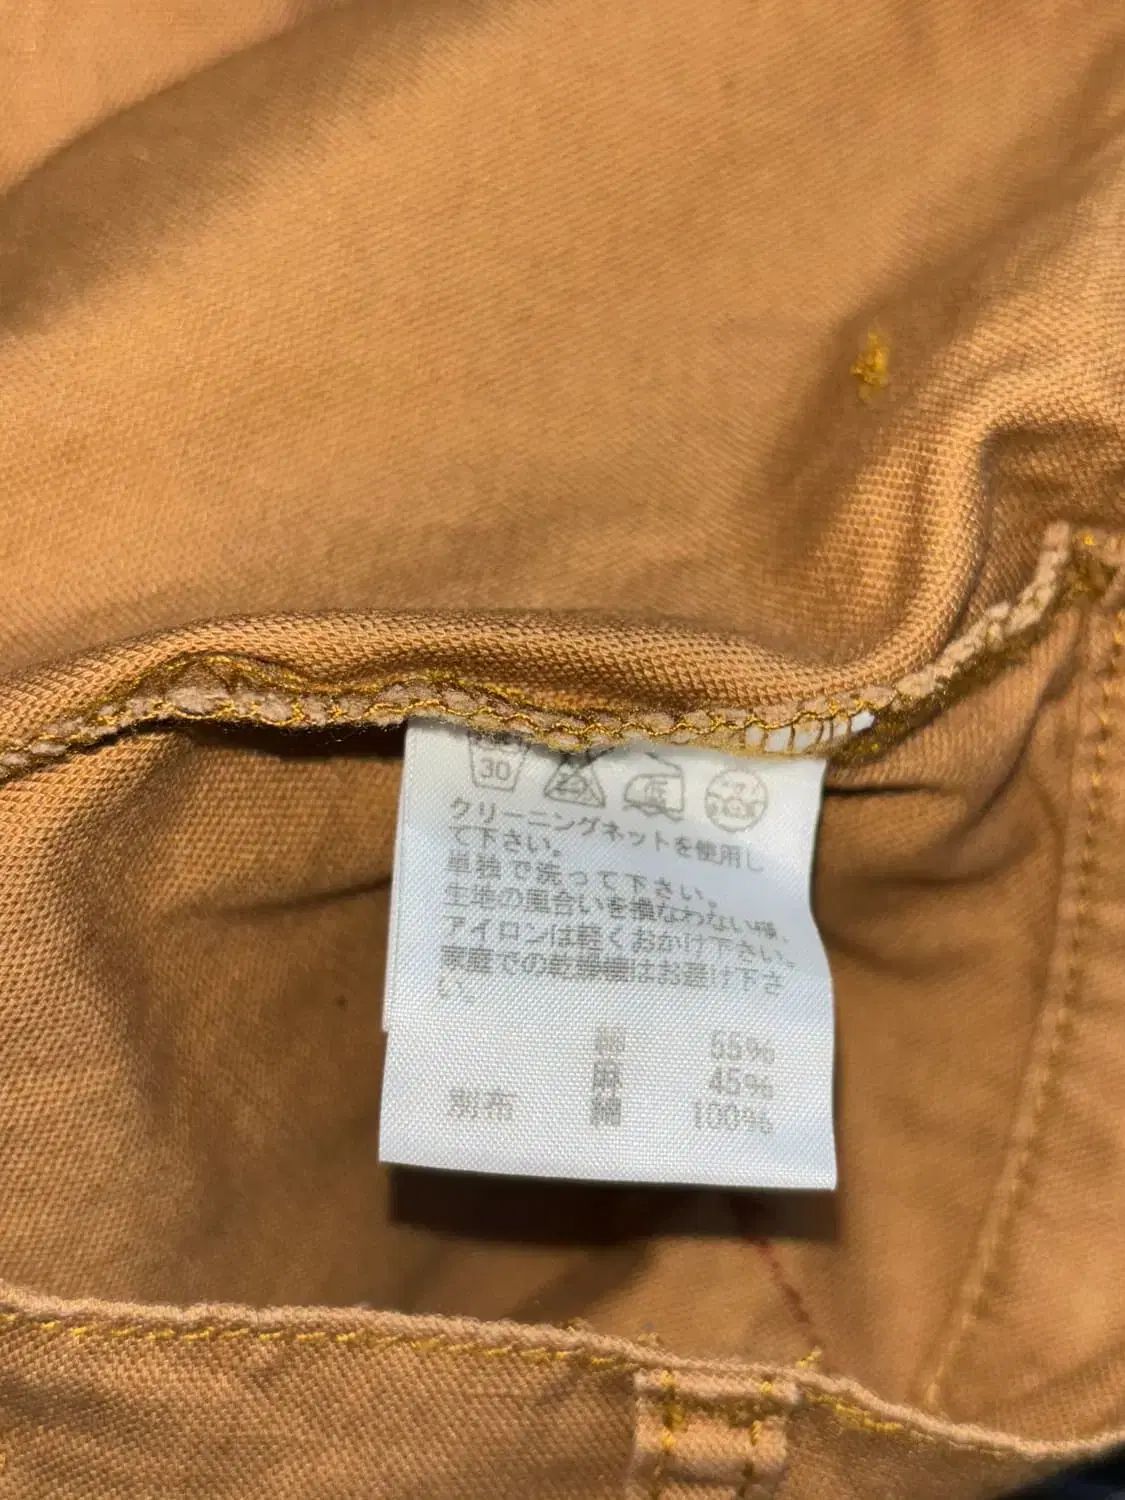 30
低
クリーニングネットを使用し
て下さい。
単独で洗って下さい。
生地の風合いを損なわない様、
アイロンは軽くおかけ下さい。
家庭での乾燥機はお避け下さ
い。
綿 55%
麻 45%
別布 綿 100%